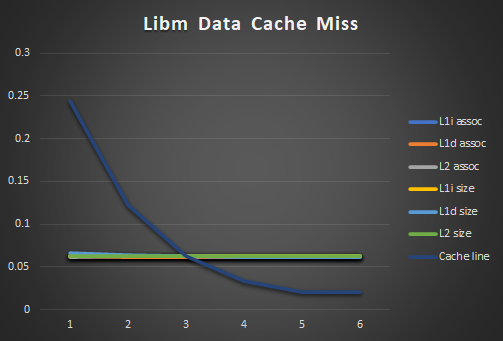 Libm Data Cache Miss
0.3
0.25
0.2
0.15
0.1
0.05
0
1 2 3 4 5 6
L1i assoc
L1d assoc
L2 assoc
L1i size
L1d size
L2 size
Cache line